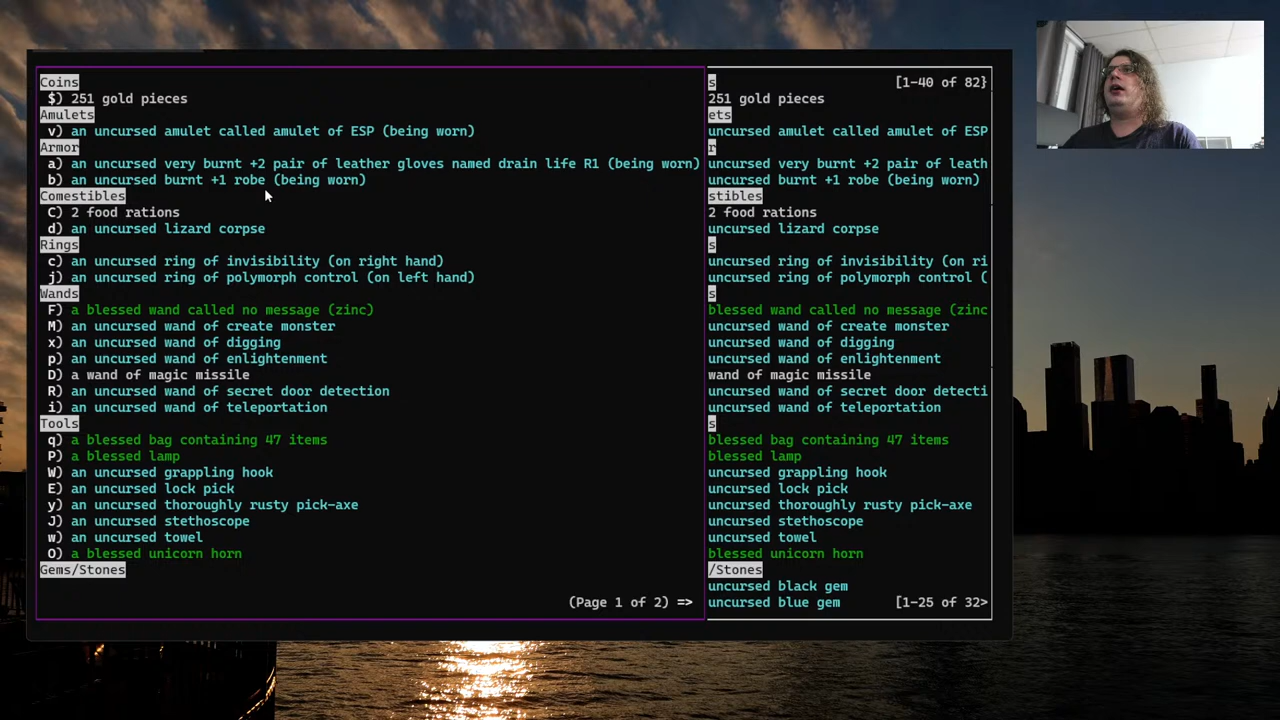 Coins
$) 251 gold pieces
Amulets
v) an uncursed amulet called amulet of ESP (being worn)
Armor
a) an uncursed very burnt +2 pair of leather gloves named drain life R1 (being worn)
b) an uncursed burnt +1 robe (being worn)
Comestibles
C) 2 food rations
d) an uncursed lizard corpse
Rings
c) an uncursed ring of invisibility (on right hand)
j) an uncursed ring of polymorph control (on left hand)
Wands
F) a blessed wand called no message (zinc)
M) an uncursed wand of create monster
x) an uncursed wand of digging
p) an uncursed wand of enlightenment
D) a wand of magic missile
R) an uncursed wand of secret door detection
i) an uncursed wand of teleportation
Tools
q) a blessed bag containing 47 items
P) a blessed lamp
W) an uncursed grappling hook
E) an uncursed lock pick
y) an uncursed thoroughly rusty pick-axe
J) an uncursed stethoscope
w) an uncursed towel
O) a blessed unicorn horn
Gems/Stones
(Page 1 of 2) =>
s [1-40 of 82}
251 gold pieces
ets
uncursed amulet called amulet of ESP
r
uncursed very burnt +2 pair of leath
uncursed burnt +1 robe (being worn)
stibles
2 food rations
uncursed lizard corpse
s
uncursed ring of invisibility (on ri
uncursed ring of polymorph control (
s
blessed wand called no message (zinc
uncursed wand of create monster
uncursed wand of digging
uncursed wand of enlightenment
wand of magic missile
uncursed wand of secret door detecti
uncursed wand of teleportation
s
blessed bag containing 47 items
blessed lamp
uncursed grappling hook
uncursed lock pick
uncursed thoroughly rusty pick-axe
uncursed stethoscope
uncursed towel
blessed unicorn horn
/Stones
uncursed black gem
uncursed blue gem [1-25 of 32>